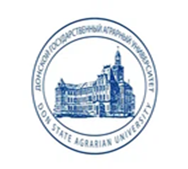 ДОНСКОЙ ГОСУДАРСТВЕННЫЙ АГРАРНЫЙ УНИВЕРСИТЕТ
DON STATE AGRARIAN UNIVERSITY